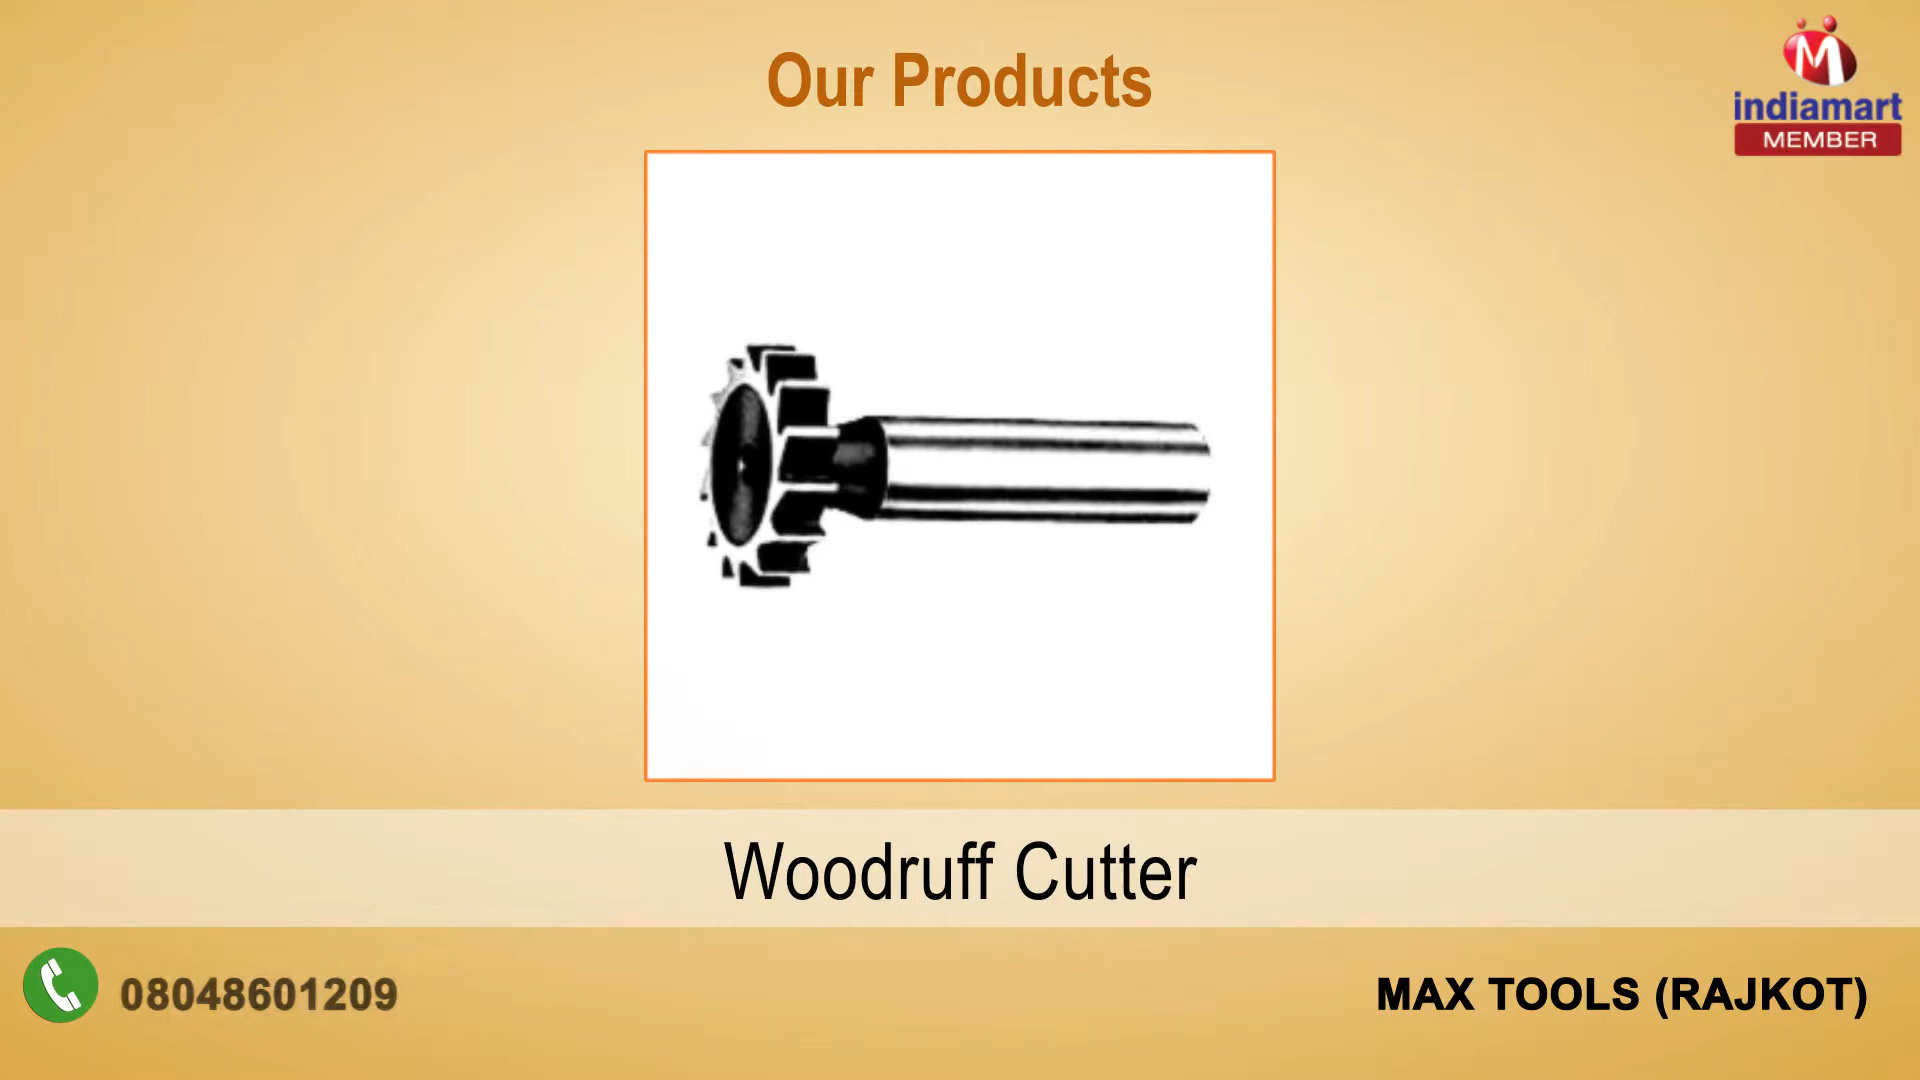 Our Products
indiamart
MEMBER
Woodruff Cutter
08048601209
MAX TOOLS (RAJKOT)